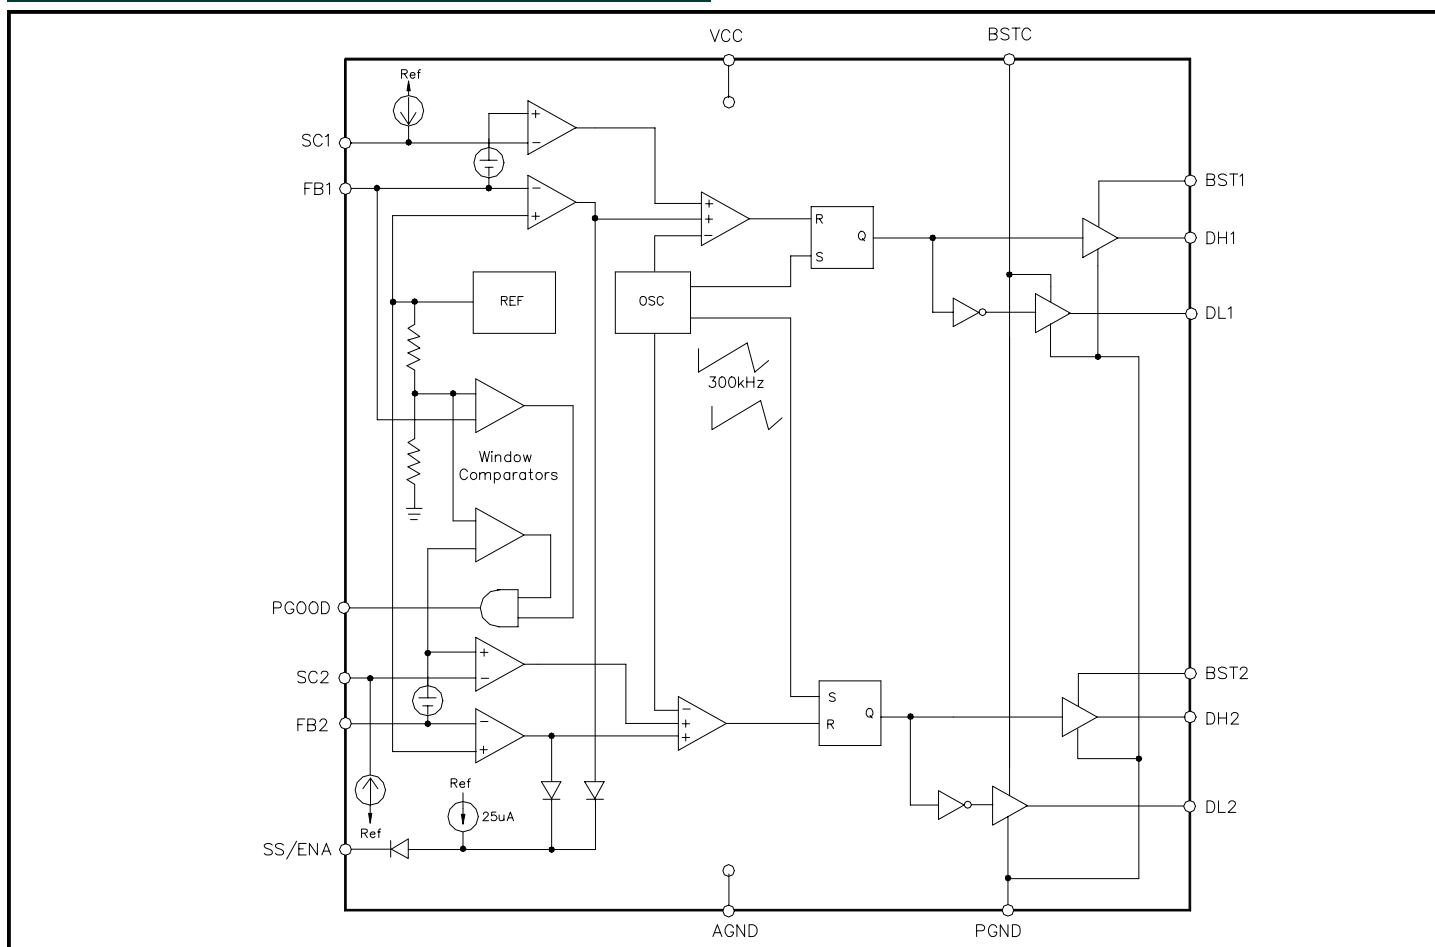 VCC
BSTC
Ref
SC1
+
−
FB1
−
+
+
+
−
R
Q
S
BST1
DH1
REF
OSC
DL1
300kHz
Window
Comparators
PGOOD
SC2
+
−
FB2
−
+
−
+
+
S
Q
R
BST2
DH2
Ref
25uA
Ref
DL2
SS/ENA
AGND
PGND